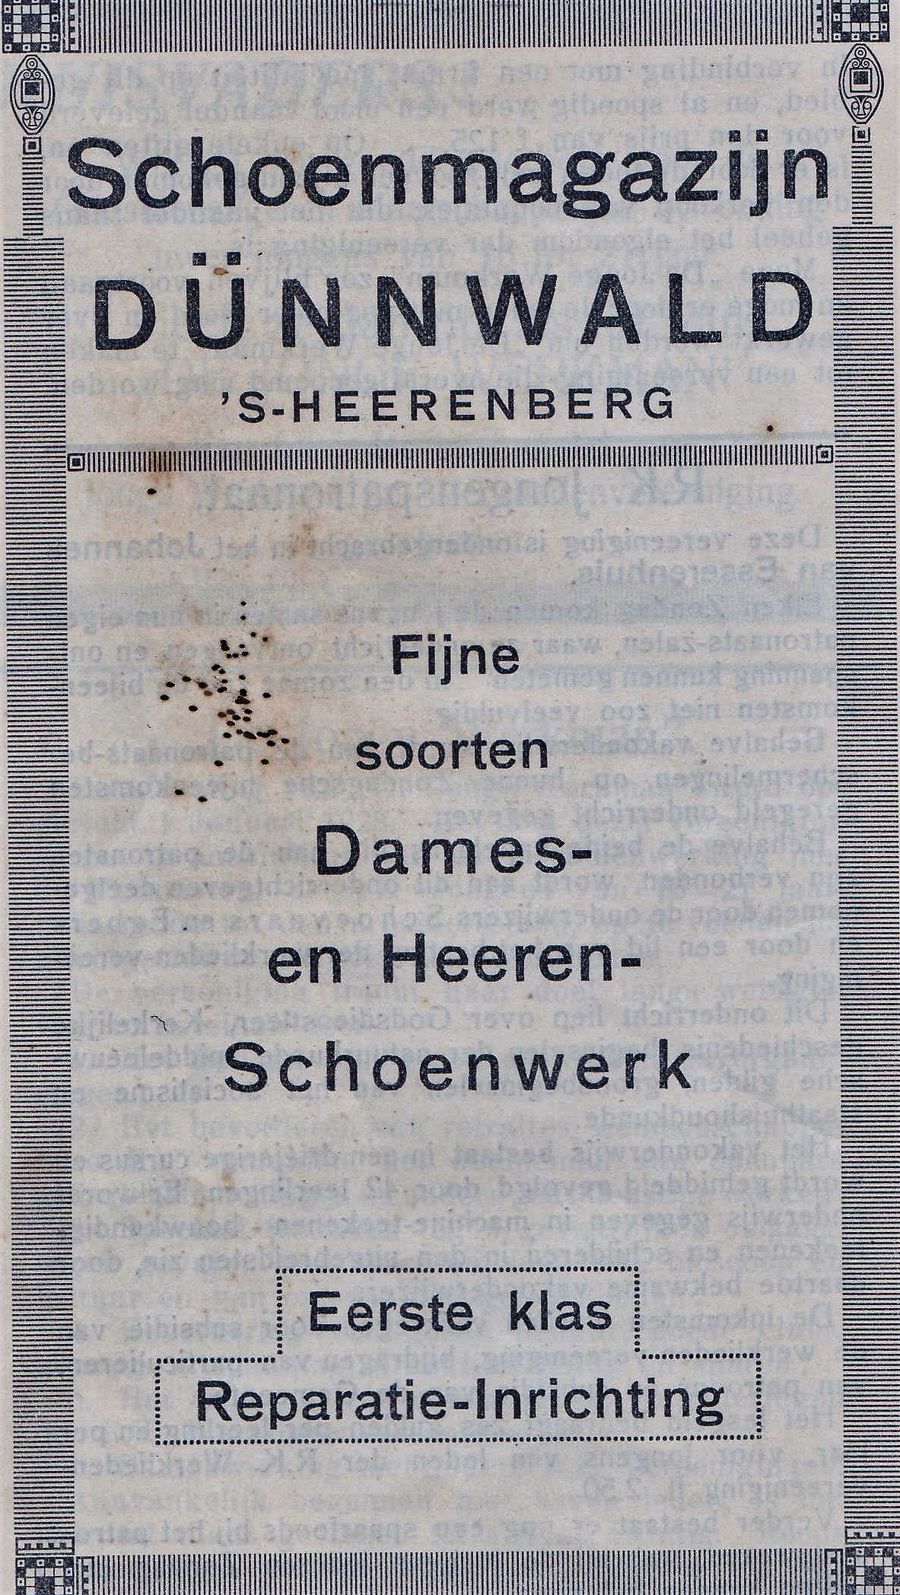 Schoenmagazijn
DÜNNWALD
'S-HEERENBERG
Fijne
soorten
Dames-
en Heeren-
Schoenwerk
Eerste klas
Reparatie-Inrichting